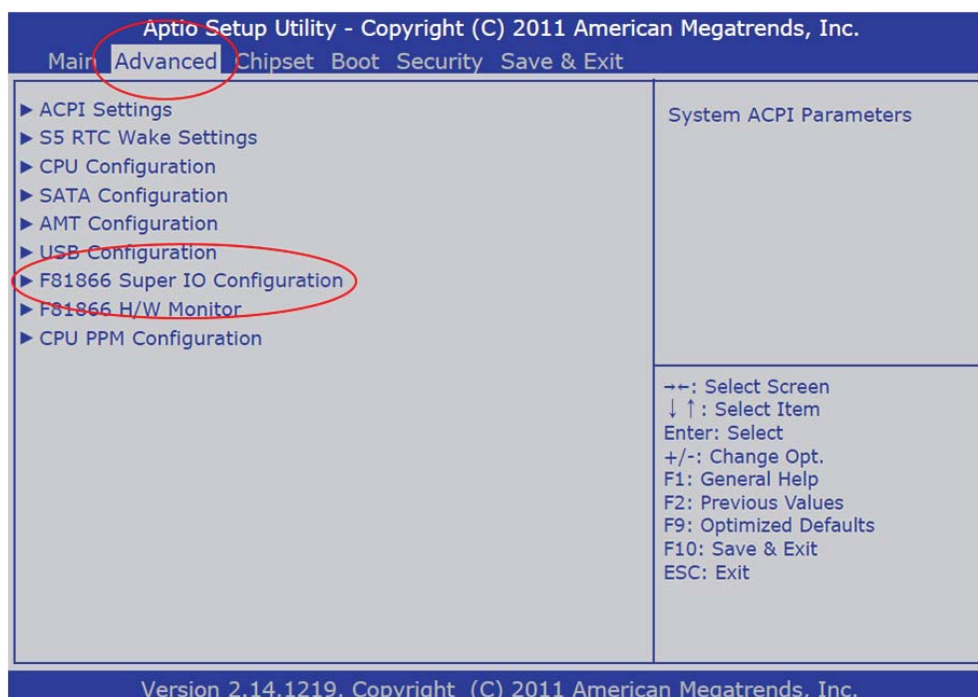 Aptio Setup Utility - Copyright (C) 2011 American Megatrends, Inc.
Main Advanced Chipset Boot Security Save & Exit
► ACPI Settings
► S5 RTC Wake Settings
► CPU Configuration
► SATA Configuration
► AMT Configuration
► USB Configuration
► F81866 Super IO Configuration
► F81866 H/W Monitor
► CPU PPM Configuration
System ACPI Parameters
→←: Select Screen
↓↑: Select Item
Enter: Select
+/-: Change Opt.
F1: General Help
F2: Previous Values
F9: Optimized Defaults
F10: Save & Exit
ESC: Exit
Version 2.14.1219. Copyright (C) 2011 American Megatrends, Inc.